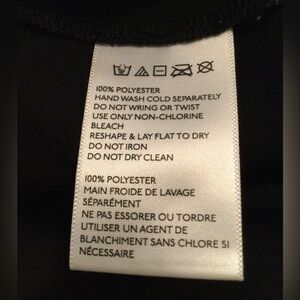 100% POLYESTER
HAND WASH COLD SEPARATELY
DO NOT WRING OR TWIST
USE ONLY NON-CHLORINE
BLEACH
RESHAPE & LAY FLAT TO DRY
DO NOT IRON
DO NOT DRY CLEAN
100% POLYESTER
MAIN FROIDE DE LAVAGE
SÉPARÉMENT
NE PAS ESSORER OU TORDRE
UTILISER UN AGENT DE
BLANCHIMENT SANS CHLORE SI
NÉCESSAIRE